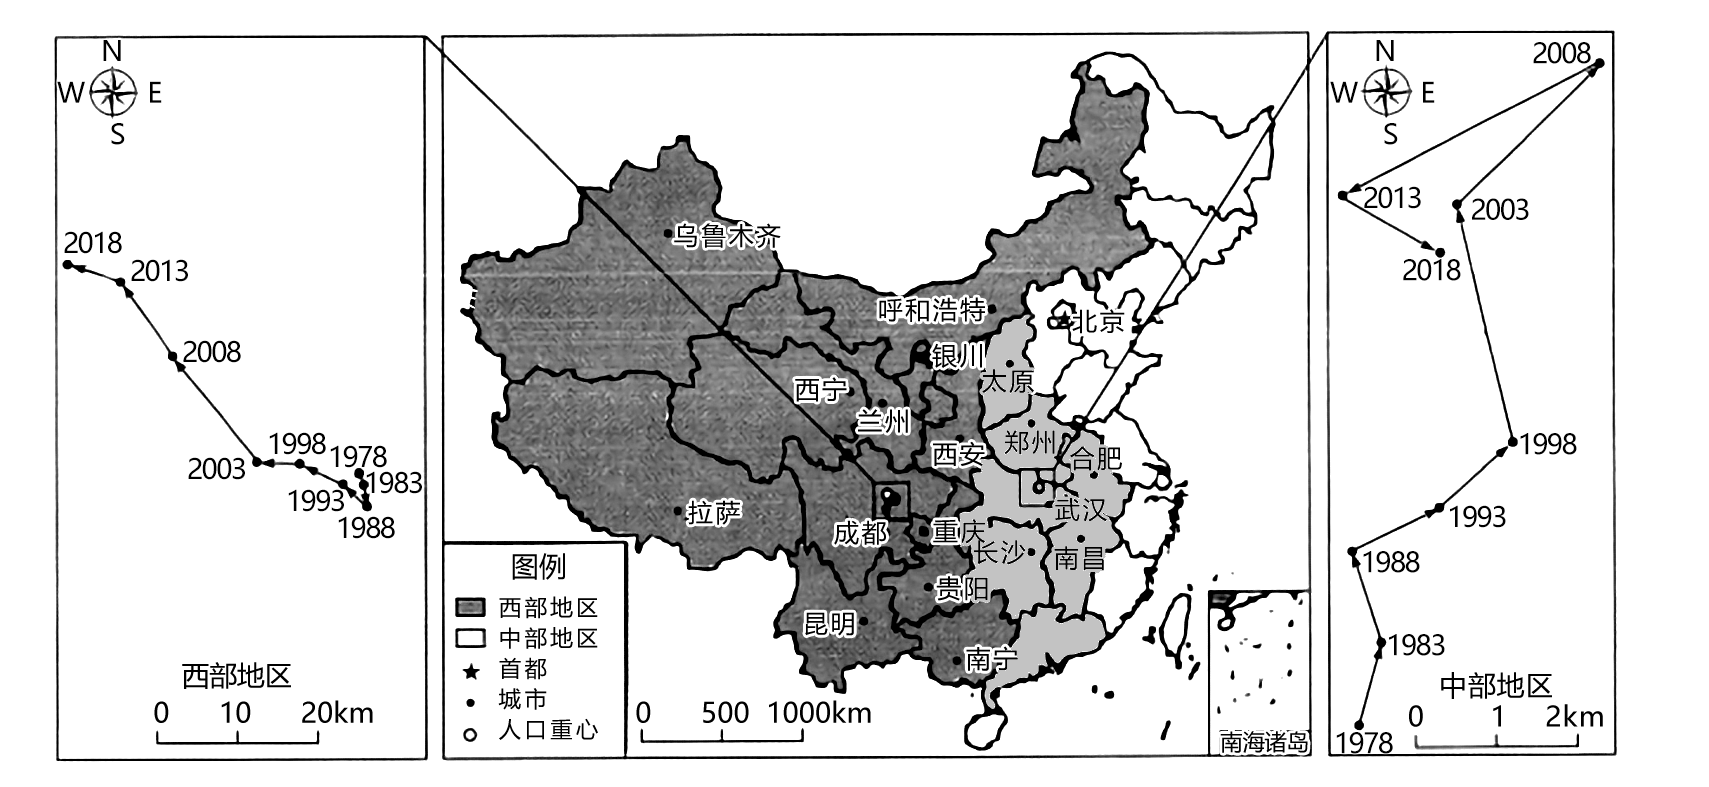 N
W E
S
2018
2013
2008
1998
1978
2003
1983
1993
1988
西部地区
0 10 20km
乌鲁木齐
呼和浩特
北京
银川
太原
西宁
兰州
郑州
西安
合肥
拉萨
武汉
成都
重庆
长沙
南昌
贵阳
昆明
南宁
图例
西部地区
中部地区
首都
城市
人口重心
0 500 1000km
南海诸岛
N
W E
S
2008
2013
2003
2018
1998
1993
1988
1983
中部地区
0 1 2km
1978